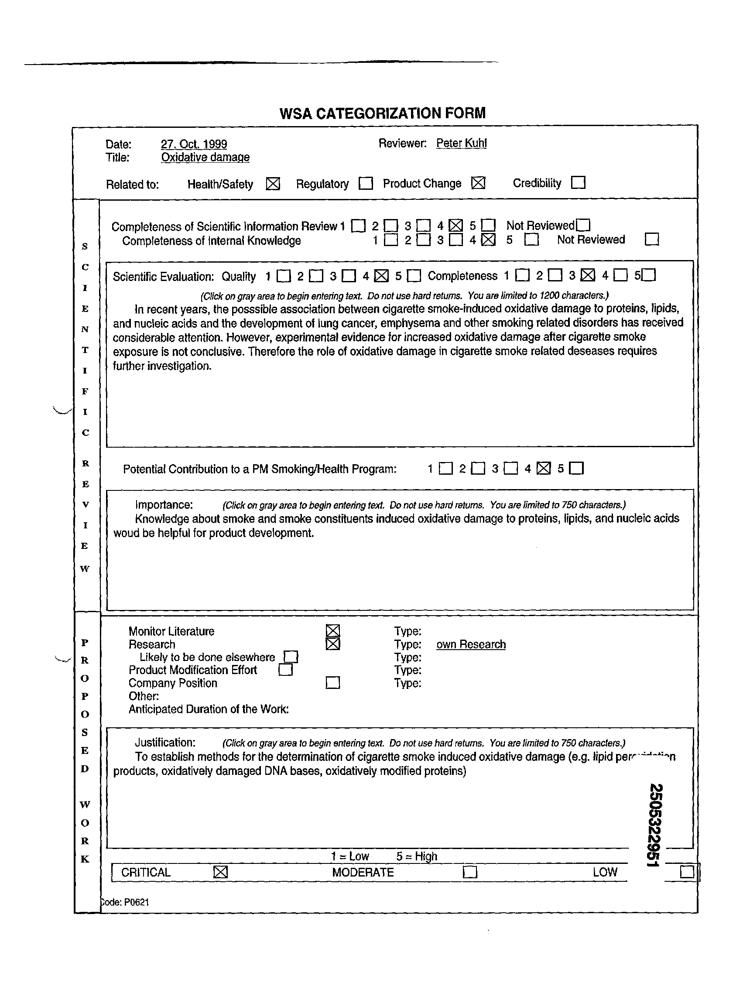 WSA CATEGORIZATION FORM
Date: 27. Oct. 1999 Reviewer: Peter Kuhl
Title: Oxidative damage
Related to: Health/Safety ☒ Regulatory ☐ Product Change ☒ Credibility ☐
SCIENTIFIC REVIEW
Completeness of Scientific Information Review 1 ☐ 2 ☐ 3 ☐ 4 ☒ 5 ☐ Not Reviewed ☐
Completeness of Internal Knowledge 1 ☐ 2 ☐ 3 ☐ 4 ☒ 5 ☐ Not Reviewed ☐
Scientific Evaluation: Quality 1 ☐ 2 ☐ 3 ☐ 4 ☒ 5 ☐ Completeness 1 ☐ 2 ☐ 3 ☒ 4 ☐ 5 ☐
(Click on gray area to begin entering text. Do not use hard returns. You are limited to 1200 characters.)
In recent years, the posssible association between cigarette smoke-induced oxidative damage to proteins, lipids,
and nucleic acids and the development of lung cancer, emphysema and other smoking related disorders has received
considerable attention. However, experimental evidence for increased oxidative damage after cigarette smoke
exposure is not conclusive. Therefore the role of oxidative damage in cigarette smoke related deseases requires
further investigation.
Potential Contribution to a PM Smoking/Health Program: 1 ☐ 2 ☐ 3 ☐ 4 ☒ 5 ☐
Importance: (Click on gray area to begin entering text. Do not use hard returns. You are limited to 750 characters.)
Knowledge about smoke and smoke constituents induced oxidative damage to proteins, lipids, and nucleic acids
woud be helpful for product development.
PROPOSED WORK
Monitor Literature ☒ Type:
Research ☒ Type: own Research
Likely to be done elsewhere ☐ Type:
Product Modification Effort ☐ Type:
Company Position ☐ Type:
Other:
Anticipated Duration of the Work:
Justification: (Click on gray area to begin entering text. Do not use hard returns. You are limited to 750 characters.)
To establish methods for the determination of cigarette smoke induced oxidative damage (e.g. lipid
products, oxidatively damaged DNA bases, oxidatively modified proteins)
2505322951
1 = Low 5 = High
CRITICAL ☒ MODERATE ☐ LOW ☐
Code: P0621